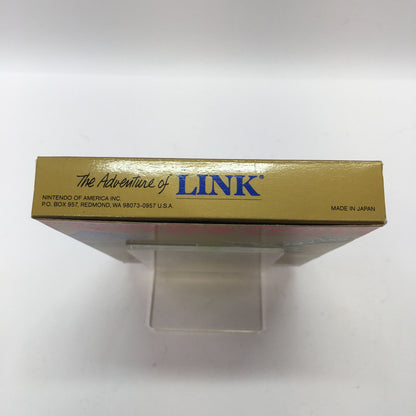 The Adventure of LINK®
NINTENDO OF AMERICA INC.
P.O. BOX 957, REDMOND, WA 98073-0957 U.S.A.
MADE IN JAPAN